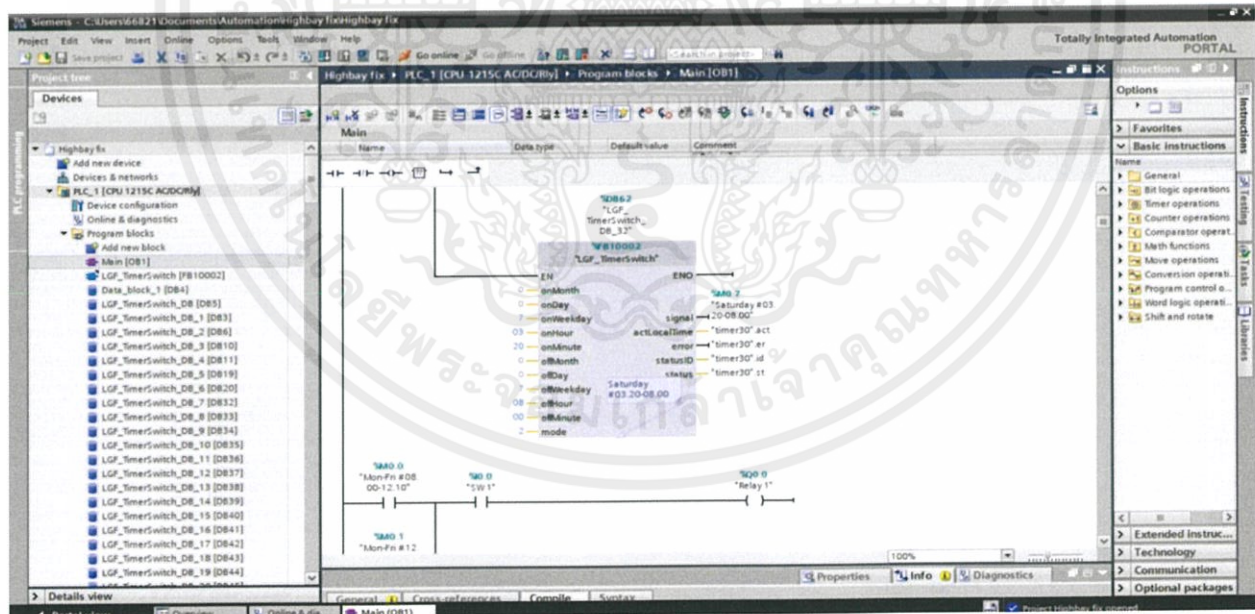 Siemens - C:\Users\66821\Documents\Automation\Highbay fix\Highbay fix
Project Edit View Insert Online Options Tools Window Help
Totally Integrated Automation
PORTAL
Save project Go online Go offline
Project tree
Highbay fix PLC_1 [CPU 1215C AC/DC/Rly] Program blocks Main [OB1]
Instructions
Devices
Options
PLC programming
Main
Name Data type Default value Comment
Highbay fix
Add new device
Devices & networks
PLC_1 [CPU 1215C AC/DC/Rly]
Device configuration
Online & diagnostics
Program blocks
Add new block
Main [OB1]
LGF_TimerSwitch [FB10002]
Data_block_1 [DB4]
LGF_TimerSwitch_DB [DB5]
LGF_TimerSwitch_DB_1 [DB3]
LGF_TimerSwitch_DB_2 [DB6]
LGF_TimerSwitch_DB_3 [DB10]
LGF_TimerSwitch_DB_4 [DB11]
LGF_TimerSwitch_DB_5 [DB19]
LGF_TimerSwitch_DB_6 [DB20]
LGF_TimerSwitch_DB_7 [DB32]
LGF_TimerSwitch_DB_8 [DB33]
LGF_TimerSwitch_DB_9 [DB34]
LGF_TimerSwitch_DB_10 [DB35]
LGF_TimerSwitch_DB_11 [DB36]
LGF_TimerSwitch_DB_12 [DB37]
LGF_TimerSwitch_DB_13 [DB38]
LGF_TimerSwitch_DB_14 [DB39]
LGF_TimerSwitch_DB_15 [DB40]
LGF_TimerSwitch_DB_16 [DB41]
LGF_TimerSwitch_DB_17 [DB42]
LGF_TimerSwitch_DB_18 [DB43]
LGF_TimerSwitch_DB_19 [DB44]
Details view
%DB62
"LGF_
TimerSwitch_
DB_32"
%FB10002
"LGF_TimerSwitch"
EN ENO
0 onMonth
0 onDay
7 onWeekday
03 onHour
20 onMinute
0 offMonth
0 offDay
7 offWeekday
08 offHour
00 offMinute
2 mode
%M0.2
"Saturday #03
signal 20-08.00"
actLocalTime "timer30".act
error "timer30".er
statusID "timer30".id
status "timer30".st
Saturday
#03.20-08.00
%M0.0
"Mon-Fri #08
00-12.10"
%I0.0
"SW 1"
%Q0.0
"Relay 1"
%M0.1
"Mon-Fri #12
100%
Properties Info Diagnostics
General Cross-references Compile Syntax
Favorites
Basic instructions
Name
General
Bit logic operations
Timer operations
Counter operations
Comparator operat...
Math functions
Move operations
Conversion operati...
Program control o...
Word logic operati...
Shift and rotate
Extended instruc...
Technology
Communication
Optional packages
Instructions
Testing
Tasks
Libraries
Online & dia...
Main (OB1)
Project Highbay fix opened